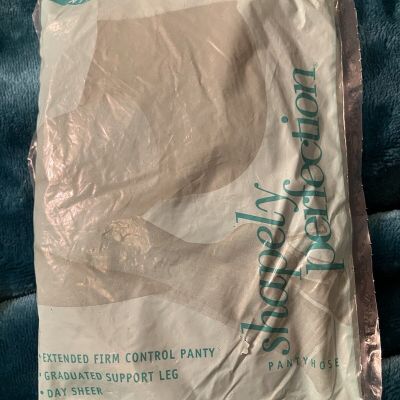 shapely
perfection
PANTYHOSE
• EXTENDED FIRM CONTROL PANTY
• GRADUATED SUPPORT LEG
• DAY SHEER